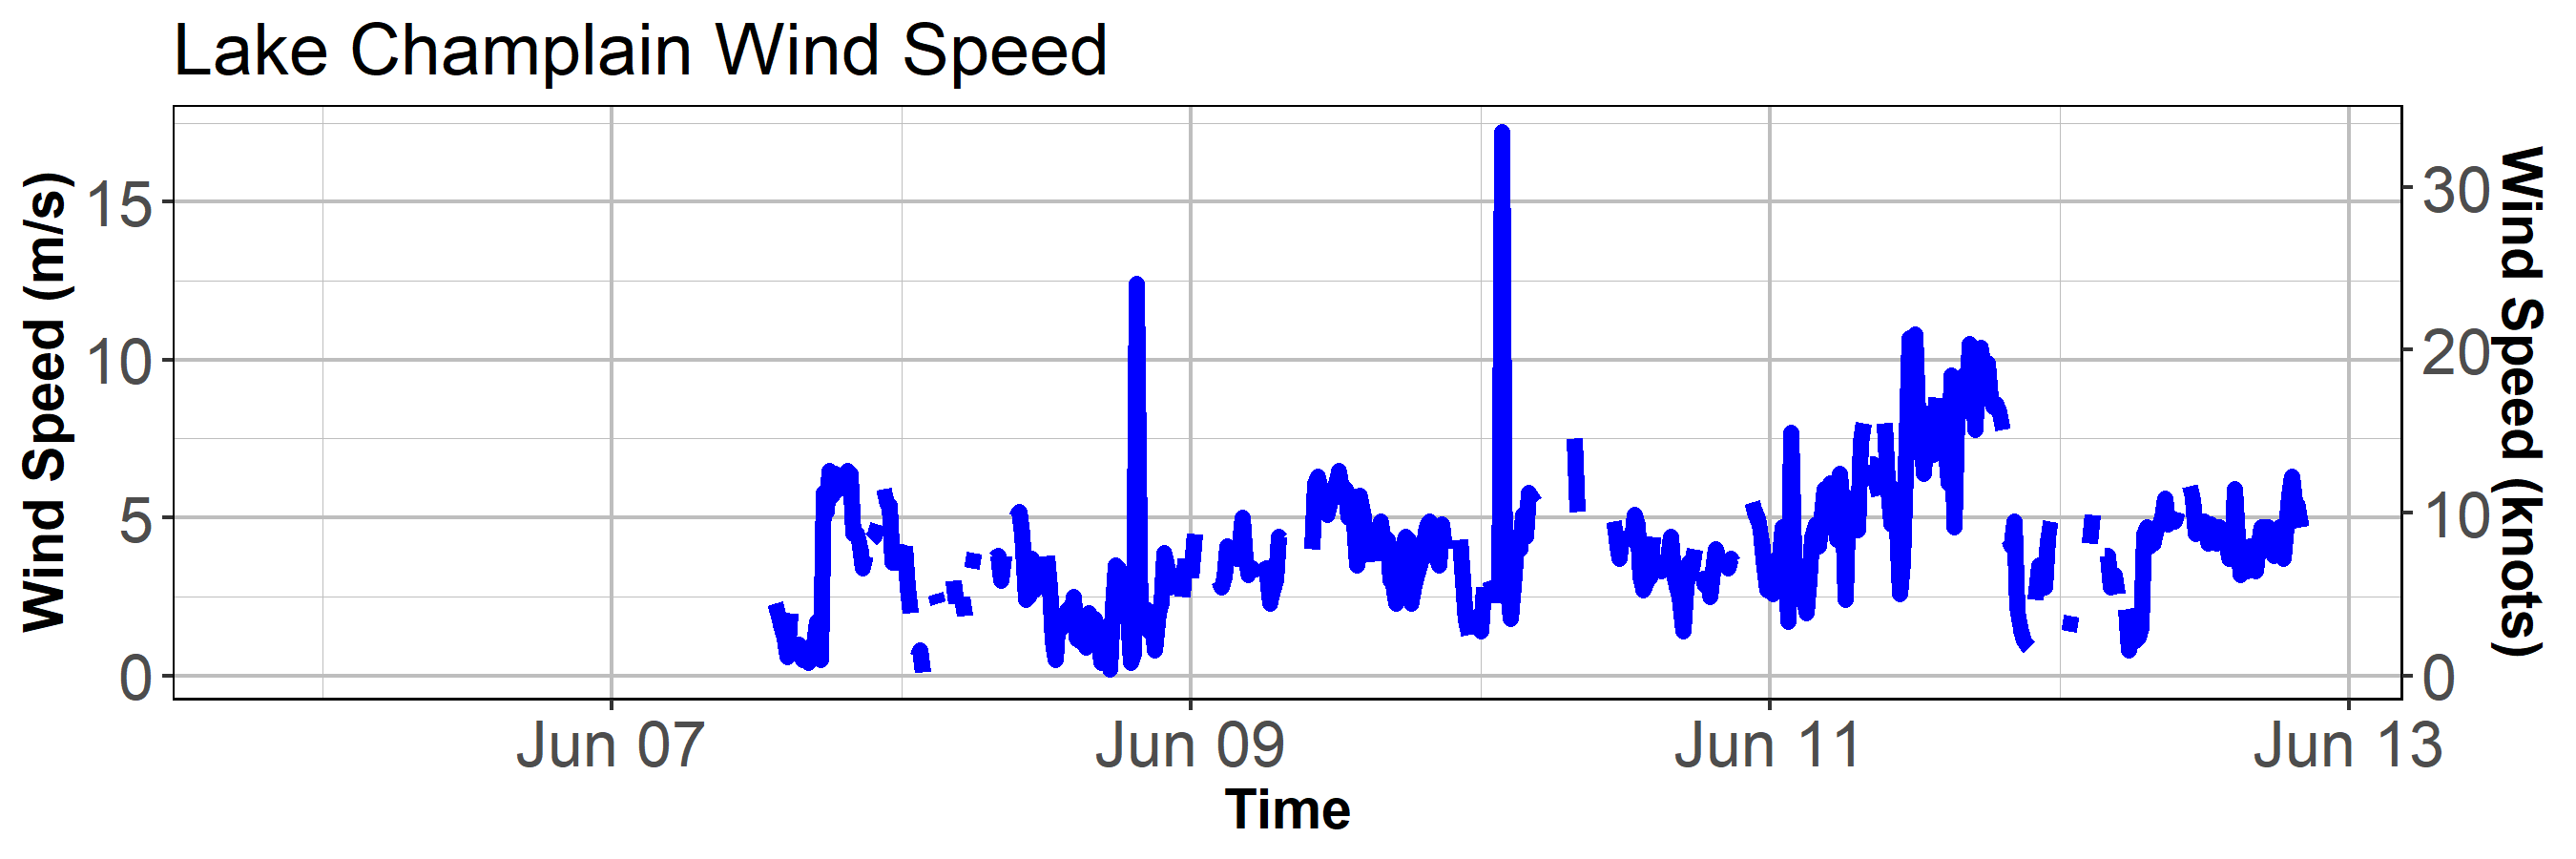 Lake Champlain Wind Speed
Wind Speed (m/s)
15
10
5
0
30
20
10
0
Wind Speed (knots)
Jun 07
Jun 09
Jun 11
Jun 13
Time